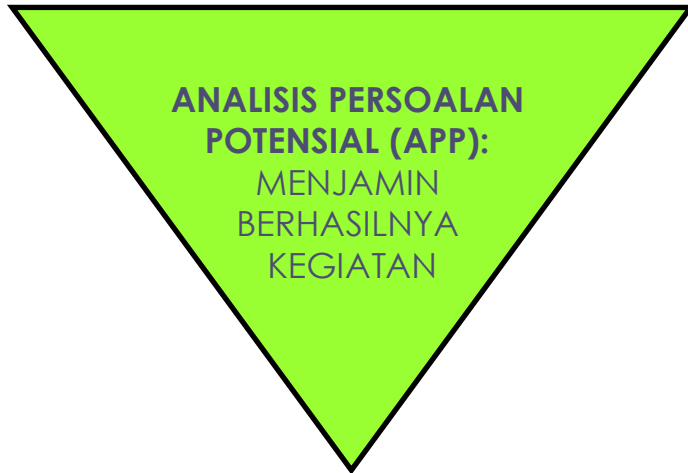 ANALISIS PERSOALAN
POTENSIAL (APP):
MENJAMIN
BERHASILNYA
KEGIATAN